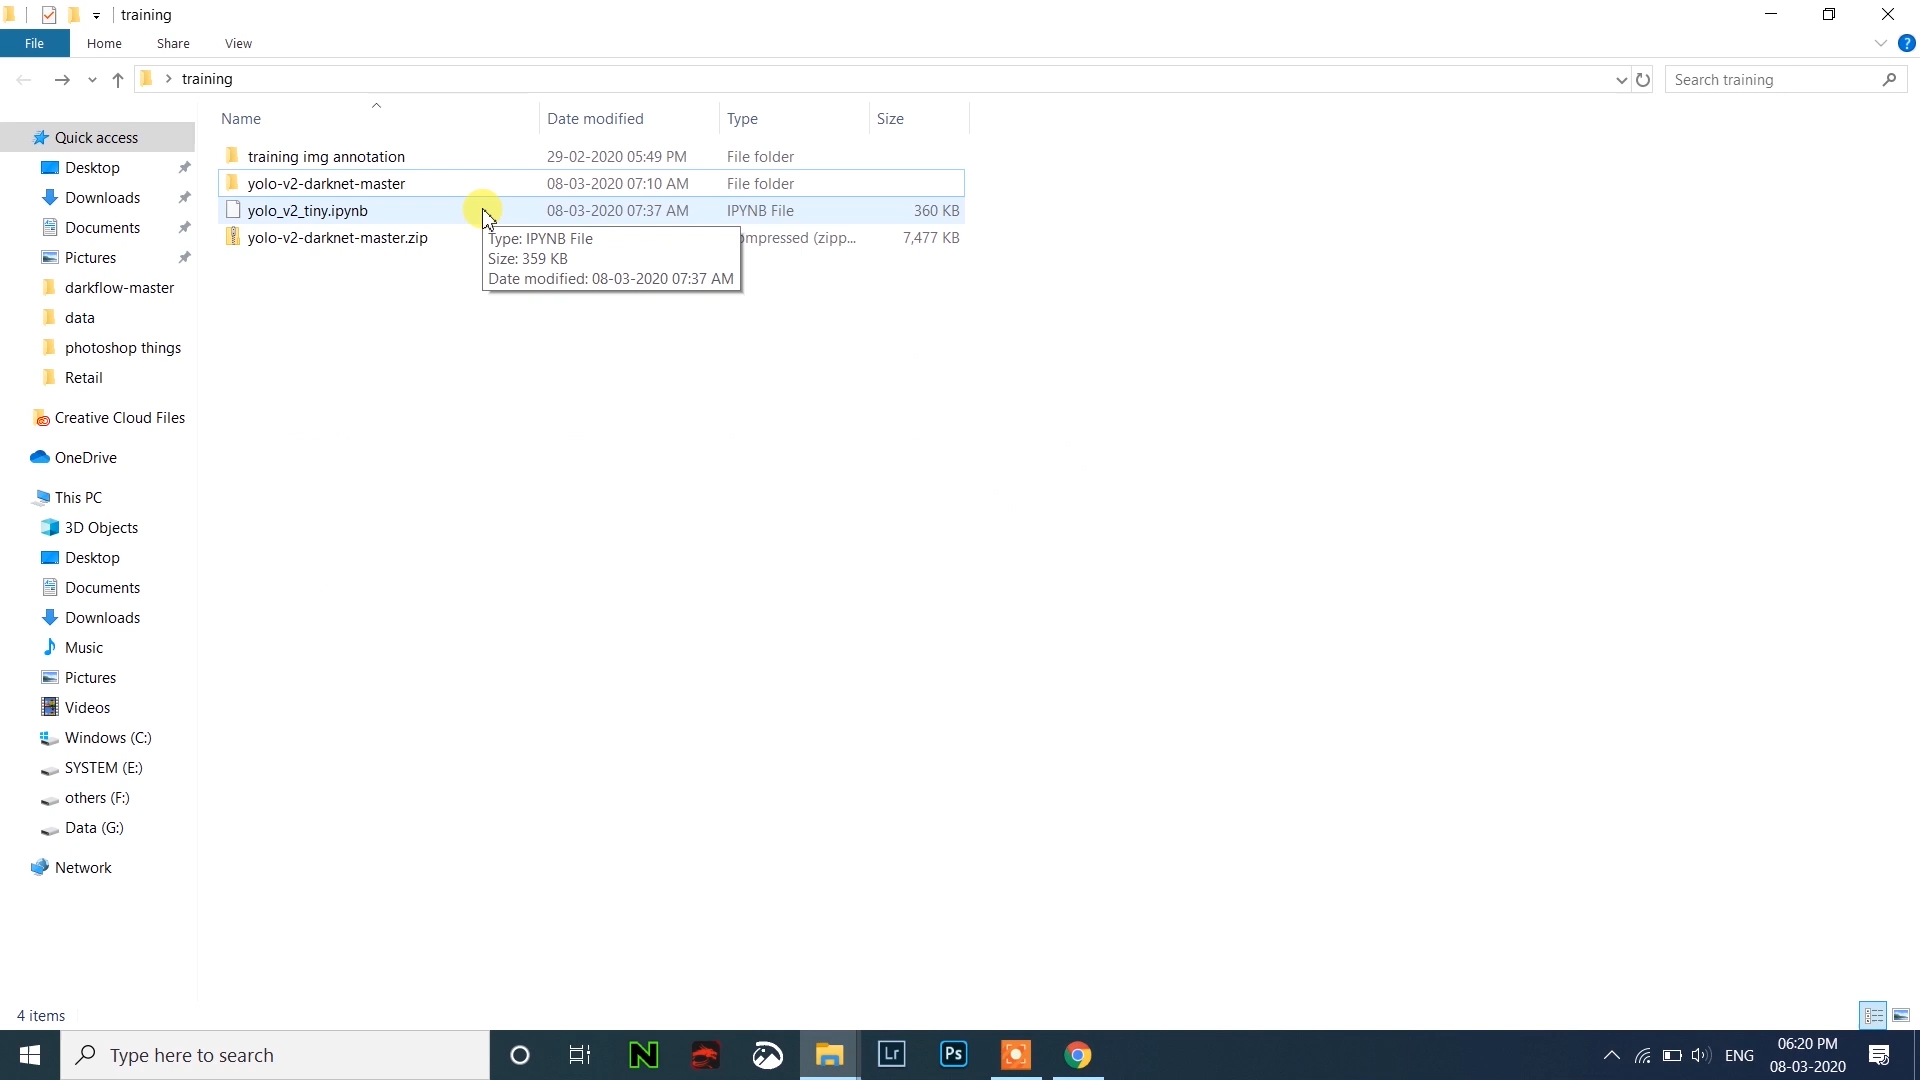 training
File Home Share View
training
Search training
Name Date modified Type Size
training img annotation 29-02-2020 05:49 PM File folder
yolo-v2-darknet-master 08-03-2020 07:10 AM File folder
yolo_v2_tiny.ipynb 08-03-2020 07:37 AM IPYNB File 360 KB
yolo-v2-darknet-master.zip ompressed (zipp... 7,477 KB
Type: IPYNB File
Size: 359 KB
Date modified: 08-03-2020 07:37 AM
Quick access
Desktop
Downloads
Documents
Pictures
darkflow-master
data
photoshop things
Retail
Creative Cloud Files
OneDrive
This PC
3D Objects
Desktop
Documents
Downloads
Music
Pictures
Videos
Windows (C:)
SYSTEM (E:)
others (F:)
Data (G:)
Network
4 items
Type here to search
Lr
Ps
ENG
06:20 PM
08-03-2020